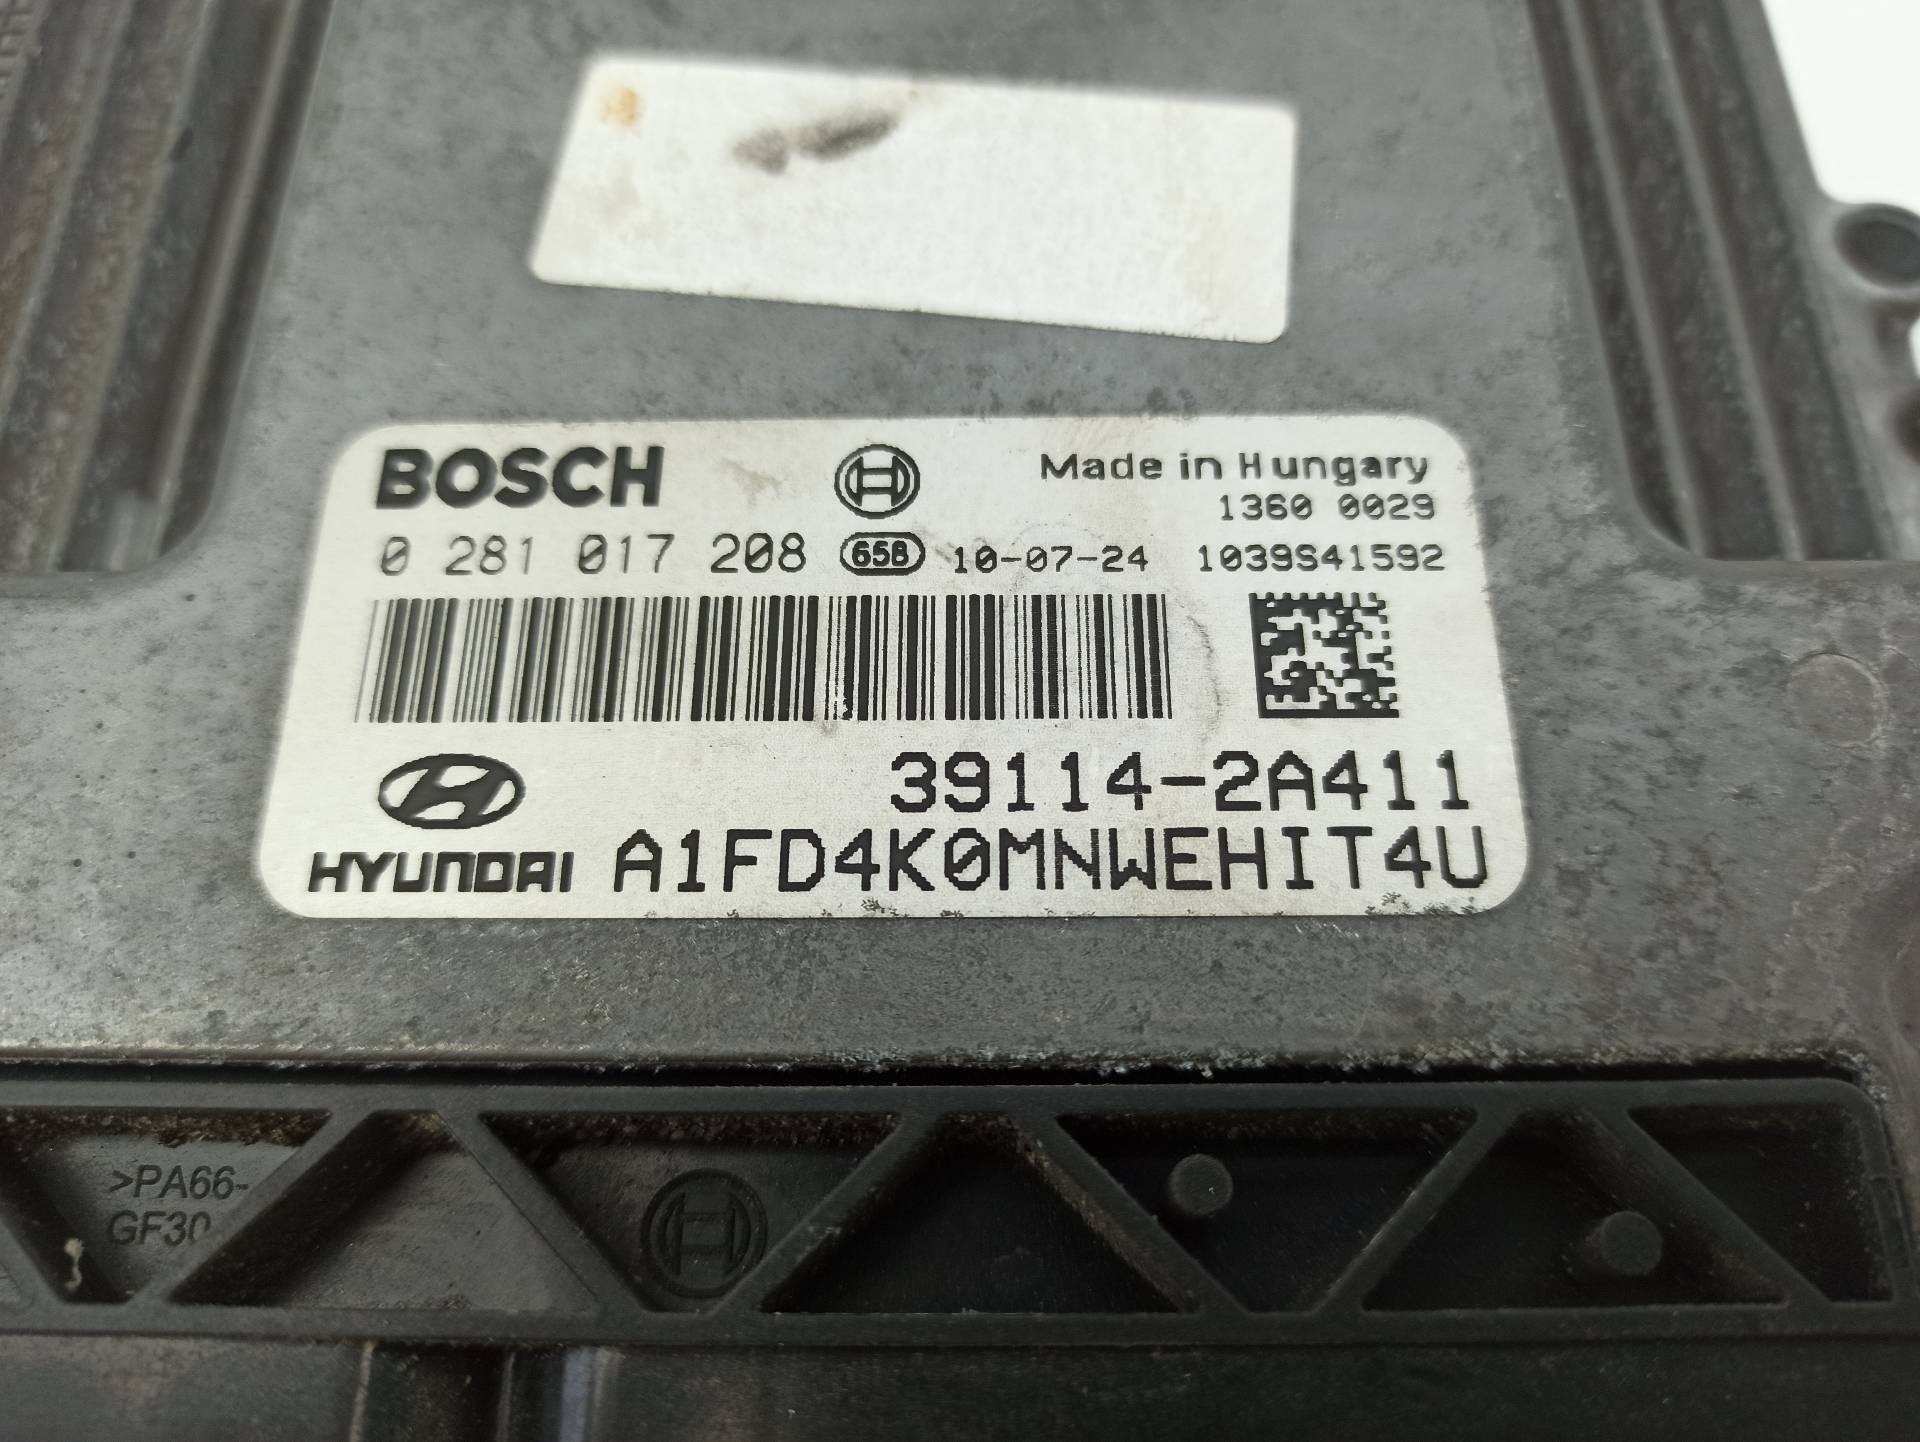 BOSCH
Made in Hungary
1360 0029
0 281 017 208 658 10-07-24 1039S41592
39114-2A411
HYUNDAI A1FD4K0MNWEHIT4U
>PA66-
GF30